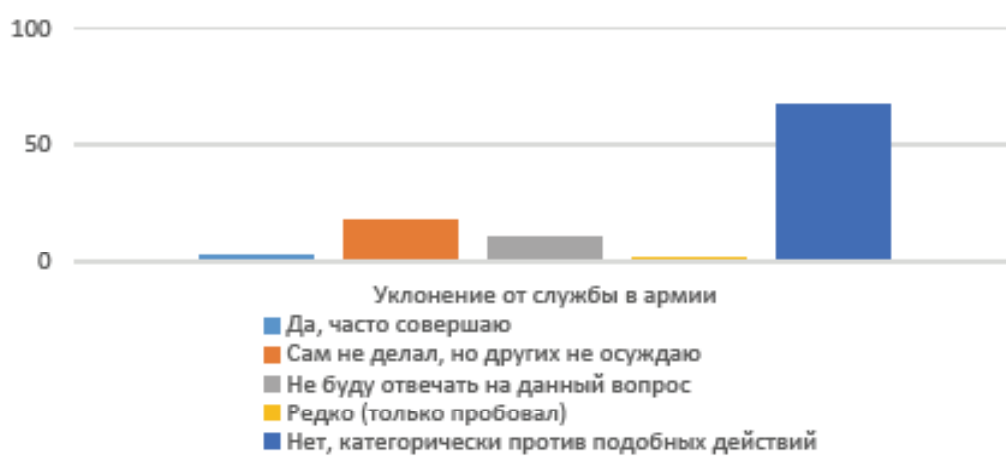 100
50
0
Уклонение от службы в армии
Да, часто совершаю
Сам не делал, но других не осуждаю
Не буду отвечать на данный вопрос
Редко (только пробовал)
Нет, категорически против подобных действий